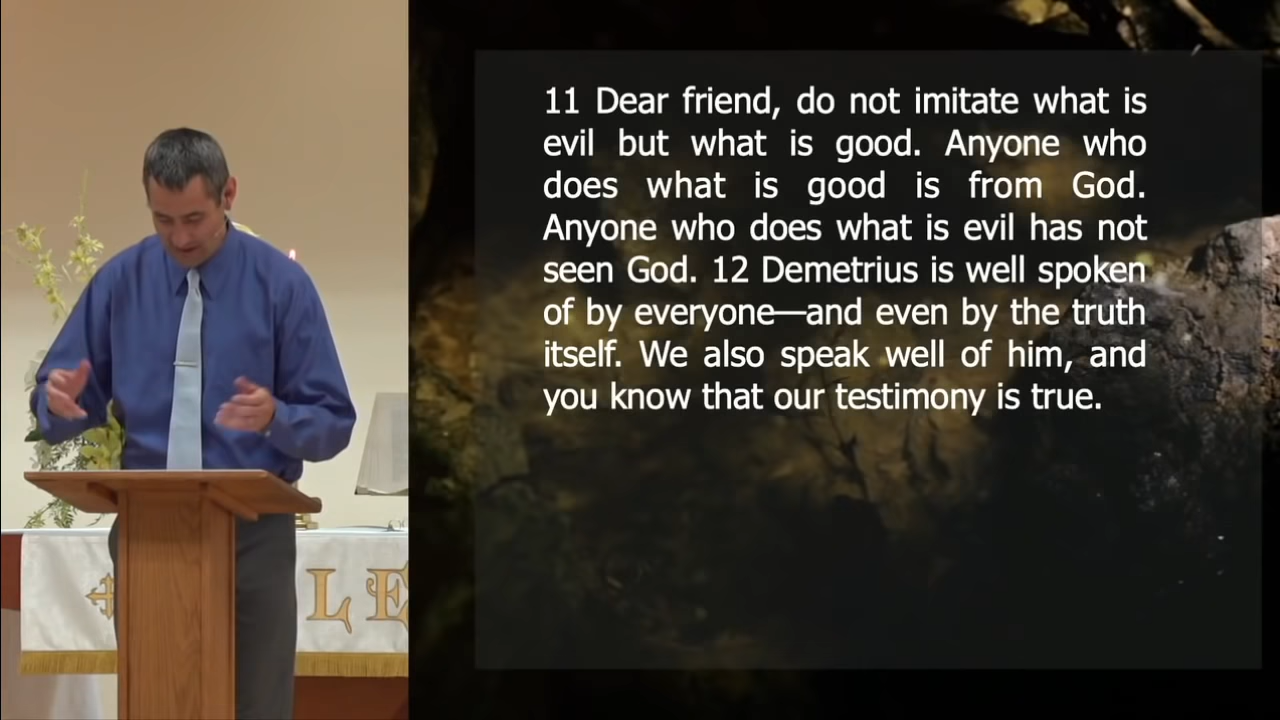 11 Dear friend, do not imitate what is
evil but what is good. Anyone who
does what is good is from God.
Anyone who does what is evil has not
seen God. 12 Demetrius is well spoken
of by everyone—and even by the truth
itself. We also speak well of him, and
you know that our testimony is true.
LE